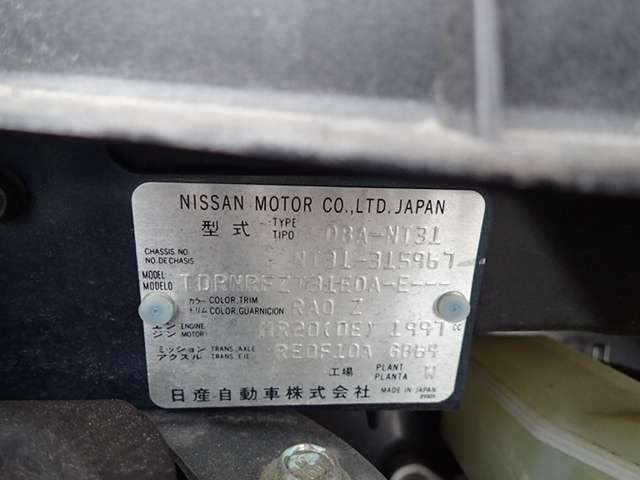 NISSAN MOTOR CO.,LTD.JAPAN
型式 TYPE TIPO DBA-NT31
CHASSIS NO. NO.DE CHASIS NT31-315967
MODEL MODELO TDRNRFZT31EDA-E---
カラー COLOR,TRIM
トリム COLOR,GUARNICION RAO Z
エンジン ENGINE MOTOR MR20(DE) 1997 cc
ミッション TRANS.,AXLE
アクスル TRANS.,EJE RE0F10A GB64
工場 PLANT PLANTA W
日産自動車株式会社 MADE IN JAPAN